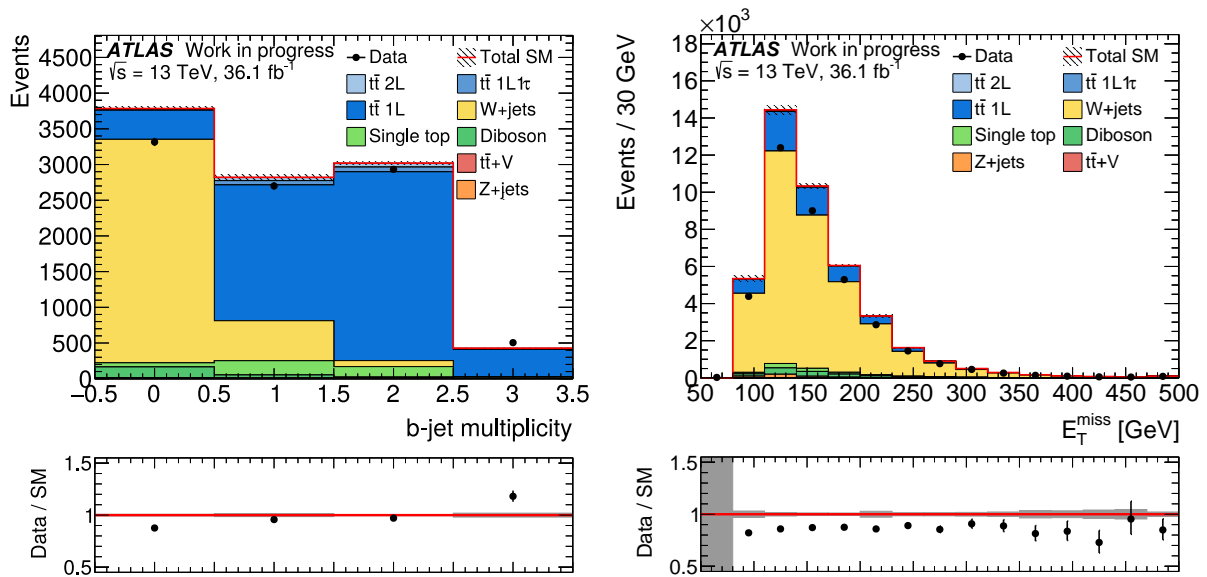 ATLAS Work in progress
√s = 13 TeV, 36.1 fb⁻¹
Data
Total SM
tt̄ 2L
tt̄ 1L1τ
tt̄ 1L
W+jets
Single top
Diboson
tt̄+V
Z+jets
Events
4500
4000
3500
3000
2500
2000
1500
1000
500
0
−0.5 0 0.5 1 1.5 2 2.5 3 3.5
b-jet multiplicity
Data / SM
1.5
1
0.5
×10³
ATLAS Work in progress
√s = 13 TeV, 36.1 fb⁻¹
Data
Total SM
tt̄ 2L
tt̄ 1L1τ
tt̄ 1L
W+jets
Single top
Diboson
Z+jets
tt̄+V
Events / 30 GeV
18
16
14
12
10
8
6
4
2
0
50 100 150 200 250 300 350 400 450 500
E_T^miss [GeV]
Data / SM
1.5
1
0.5